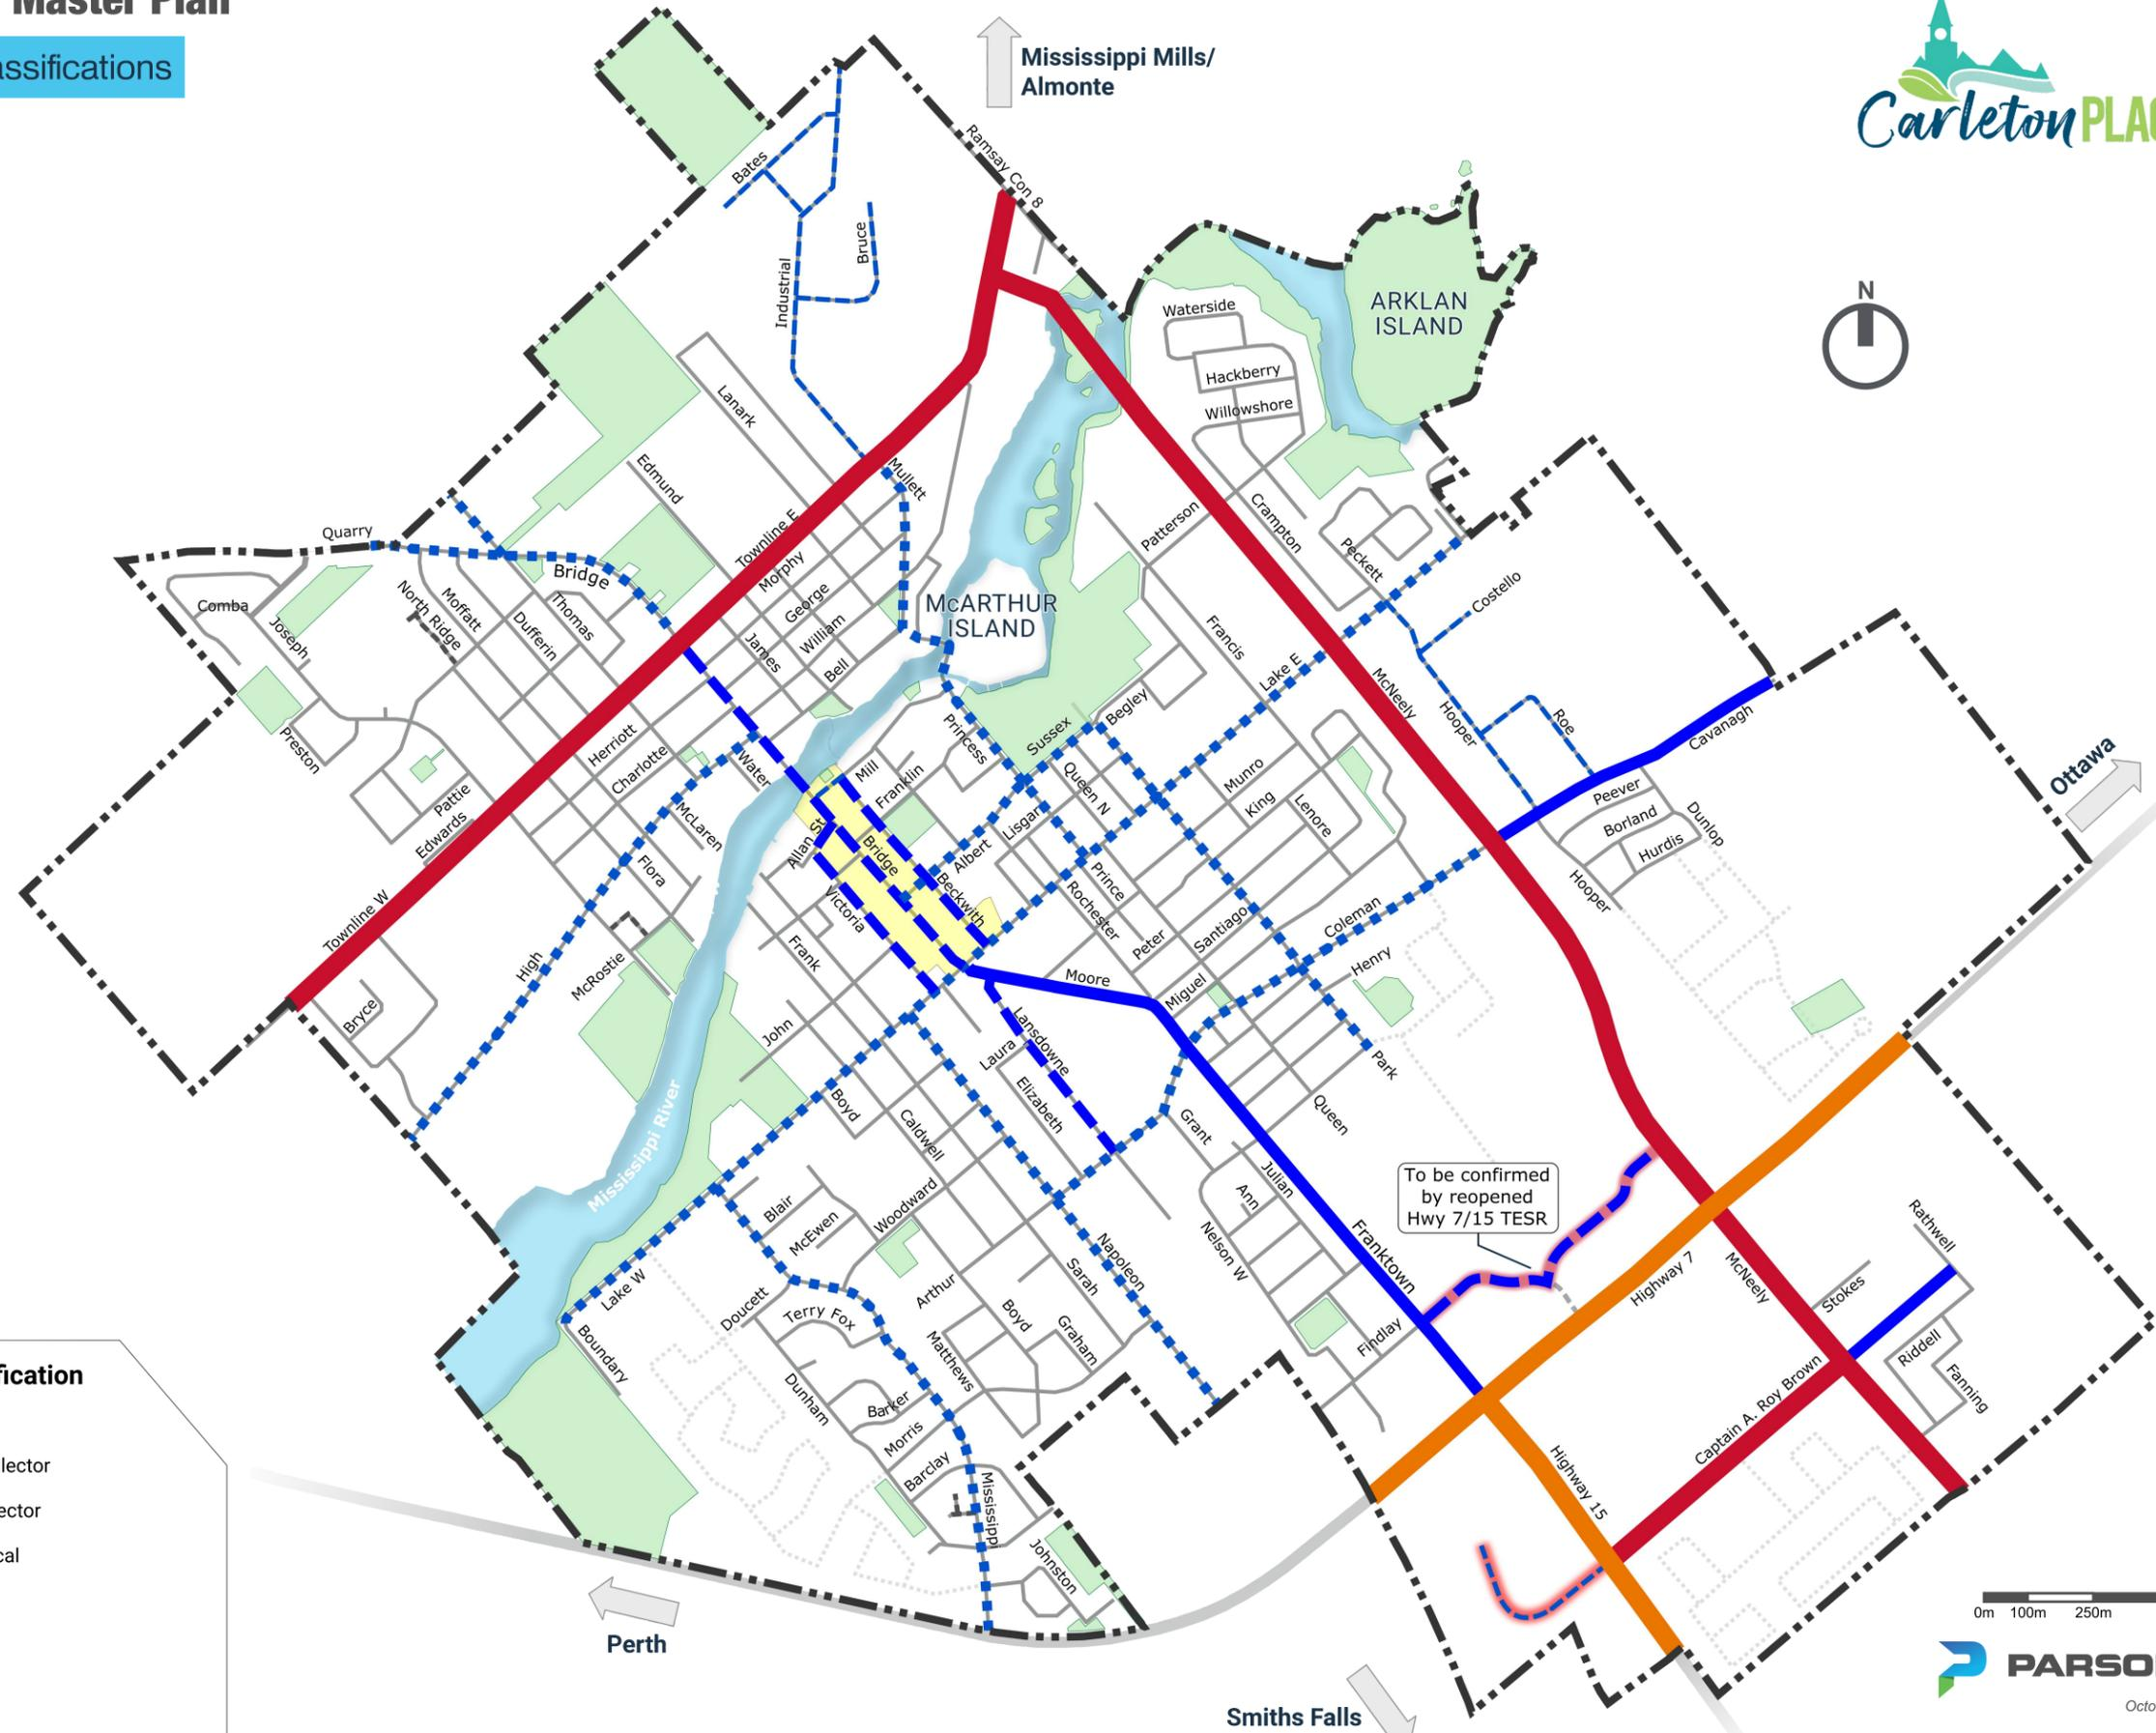 Master Plan
assifications
Mississippi Mills/
Almonte
Carleton PLAC
N
Ramsay Con 8
Bates
Bruce
Industrial
Waterside
ARKLAN
ISLAND
Hackberry
Willowshore
Lanark
Edmund
Mullett
Quarry
Townline E
Morphy
Patterson
Crampton
Peckett
Bridge
Comba
Joseph
North Ridge
Moffatt
Thomas
Dufferin
George
William
James
Bell
McARTHUR
ISLAND
Costello
Francis
Lake E
McNeely
Hooper
Roe
Cavanagh
Ottawa
Begley
Sussex
Princess
Preston
Herriott
Charlotte
Water
Mill
Franklin
Queen N
Munro
King
Lenore
Peever
Borland
Hurdis
Dunlop
Hooper
Pattie
Edwards
McLaren
Allan St
Bridge
Lisgar
Albert
Flora
Beckwith
Victoria
Prince
Rochester
Peter
Santiago
Coleman
Henry
Townline W
High
McRostie
Frank
Moore
Miguel
Bryce
John
Lansdowne
Laura
Elizabeth
Park
Mississippi River
Boyd
Caldwell
Grant
Queen
Julian
Ann
To be confirmed
by reopened
Hwy 7/15 TESR
Blair
McEwen
Woodward
Napoleon
Nelson W
Franktown
Rathwell
Highway 7
McNeely
Stokes
Lake W
Doucett
Terry Fox
Arthur
Sarah
Boyd
Graham
Findlay
Matthews
Boundary
Riddell
Fanning
Dunham
Barker
Morris
Barclay
Captain A. Roy Brown
Highway 15
Mississippi
Johnston
fication
lector
ector
cal
Perth
Smiths Falls
0m 100m 250m
PARSO
Octo